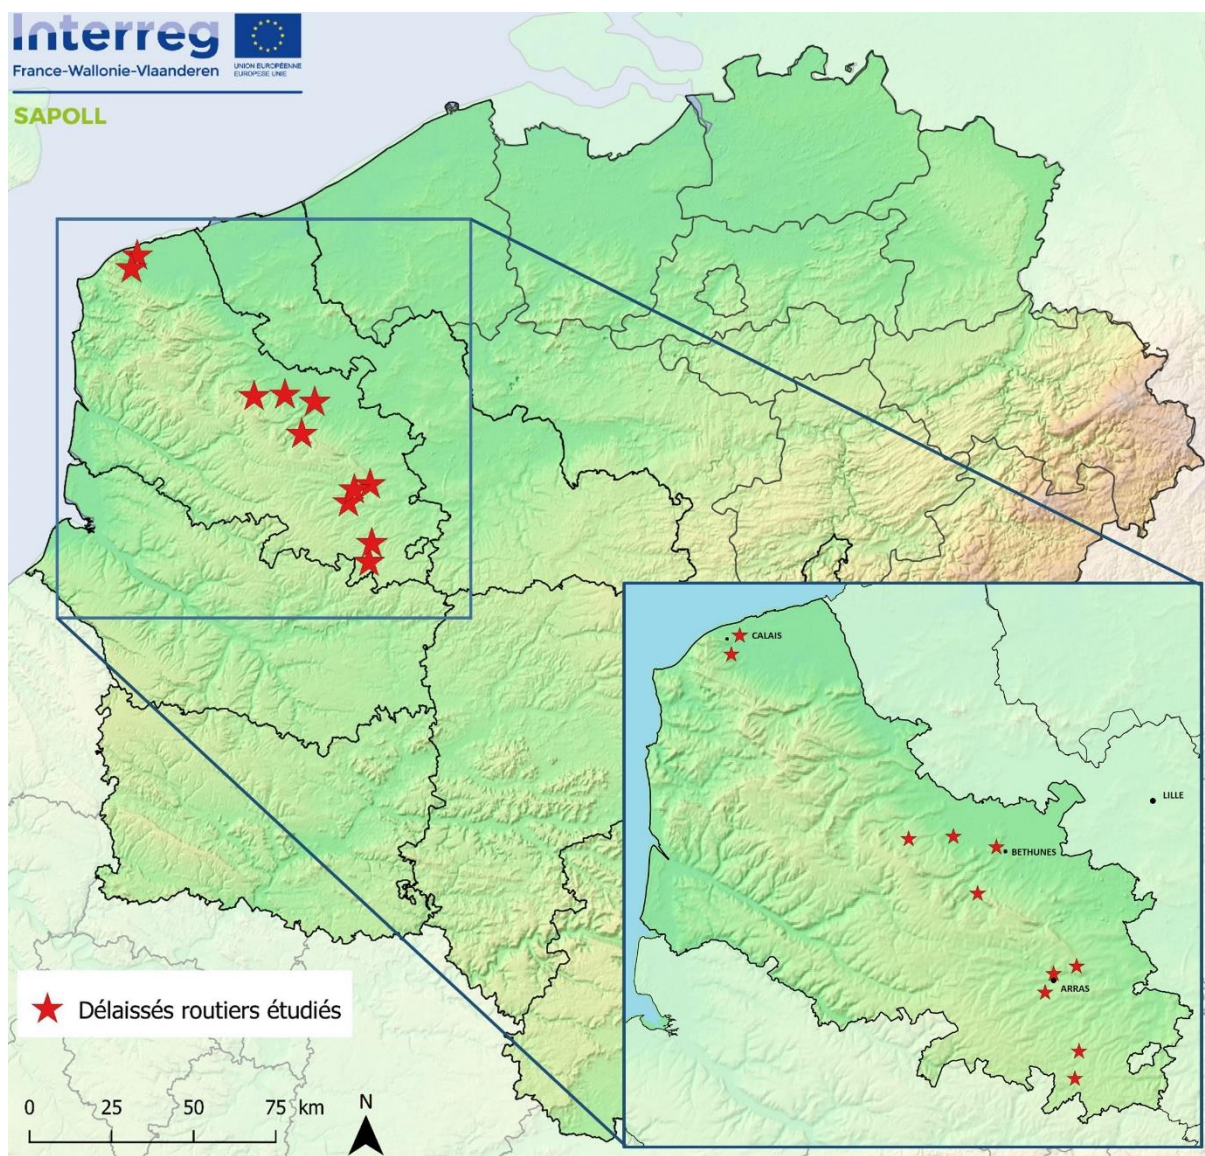 Interreg
France-Wallonie-Vlaanderen
UNION EUROPÉENNE
EUROPESE UNIE
SAPOLL
CALAIS
LILLE
BETHUNES
ARRAS
Délaissés routiers étudiés
0 25 50 75 km
N